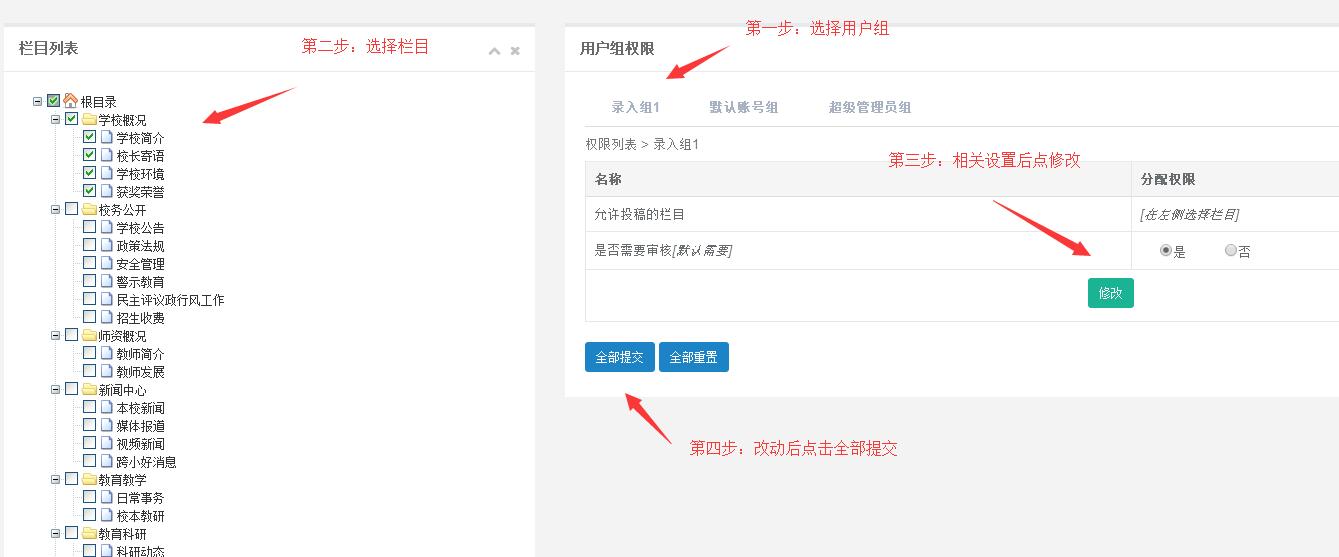 栏目列表
第二步：选择栏目
根目录
学校概况
学校简介
校长寄语
学校环境
获奖荣誉
校务公开
学校公告
政策法规
安全管理
警示教育
民主评议政行风工作
招生收费
师资概况
教师简介
教师发展
新闻中心
本校新闻
媒体报道
视频新闻
跨小好消息
教育教学
日常事务
校本教研
教育科研
科研动态
第一步：选择用户组
用户组权限
录入组1 默认账号组 超级管理员组
权限列表 > 录入组1
第三步：相关设置后点修改
名称 分配权限
允许投稿的栏目 [在左侧选择栏目]
是否需要审核[默认需要] 是 否
修改
全部提交 全部重置
第四步：改动后点击全部提交